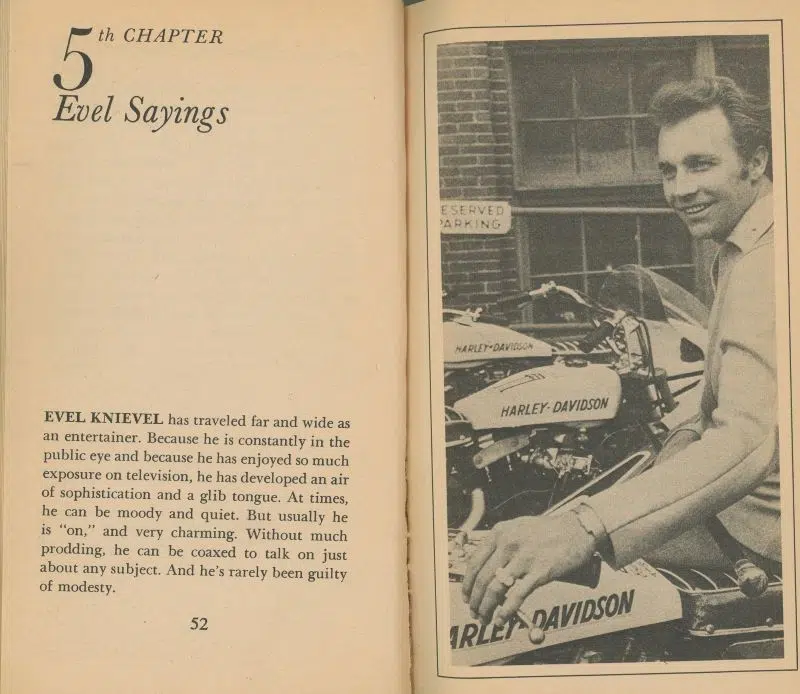 5th CHAPTER
Evel Sayings
EVEL KNIEVEL has traveled far and wide as
an entertainer. Because he is constantly in the
public eye and because he has enjoyed so much
exposure on television, he has developed an air
of sophistication and a glib tongue. At times,
he can be moody and quiet. But usually he
is “on,” and very charming. Without much
prodding, he can be coaxed to talk on just
about any subject. And he's rarely been guilty
of modesty.
52
ESERVED
PARKING
HARLEY-DAVIDSON
HARLEY-DAVIDSON
ARLEY-DAVIDSON